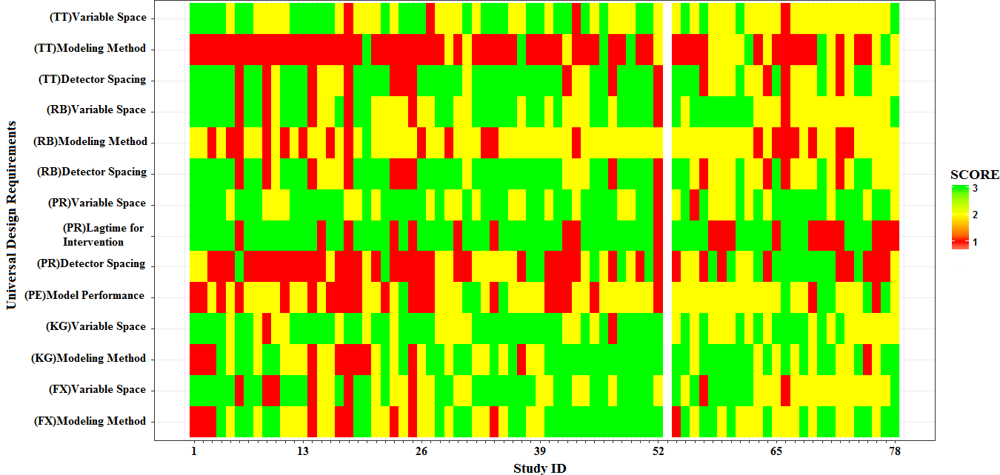 Universal Design Requirements
(TT)Variable Space
(TT)Modeling Method
(TT)Detector Spacing
(RB)Variable Space
(RB)Modeling Method
(RB)Detector Spacing
(PR)Variable Space
(PR)Lagtime for
Intervention
(PR)Detector Spacing
(PE)Model Performance
(KG)Variable Space
(KG)Modeling Method
(FX)Variable Space
(FX)Modeling Method
1 13 26 39 52 65 78
Study ID
SCORE
3
2
1